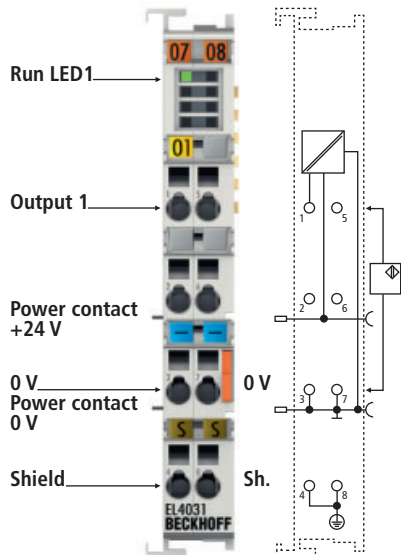 07 08
Run LED1
01
Output 1
1 5
2 6
Power contact
+24 V
0 V
0 V
3 7
Power contact
0 V
S S
Shield
Sh.
4 8
EL4031
BECKHOFF